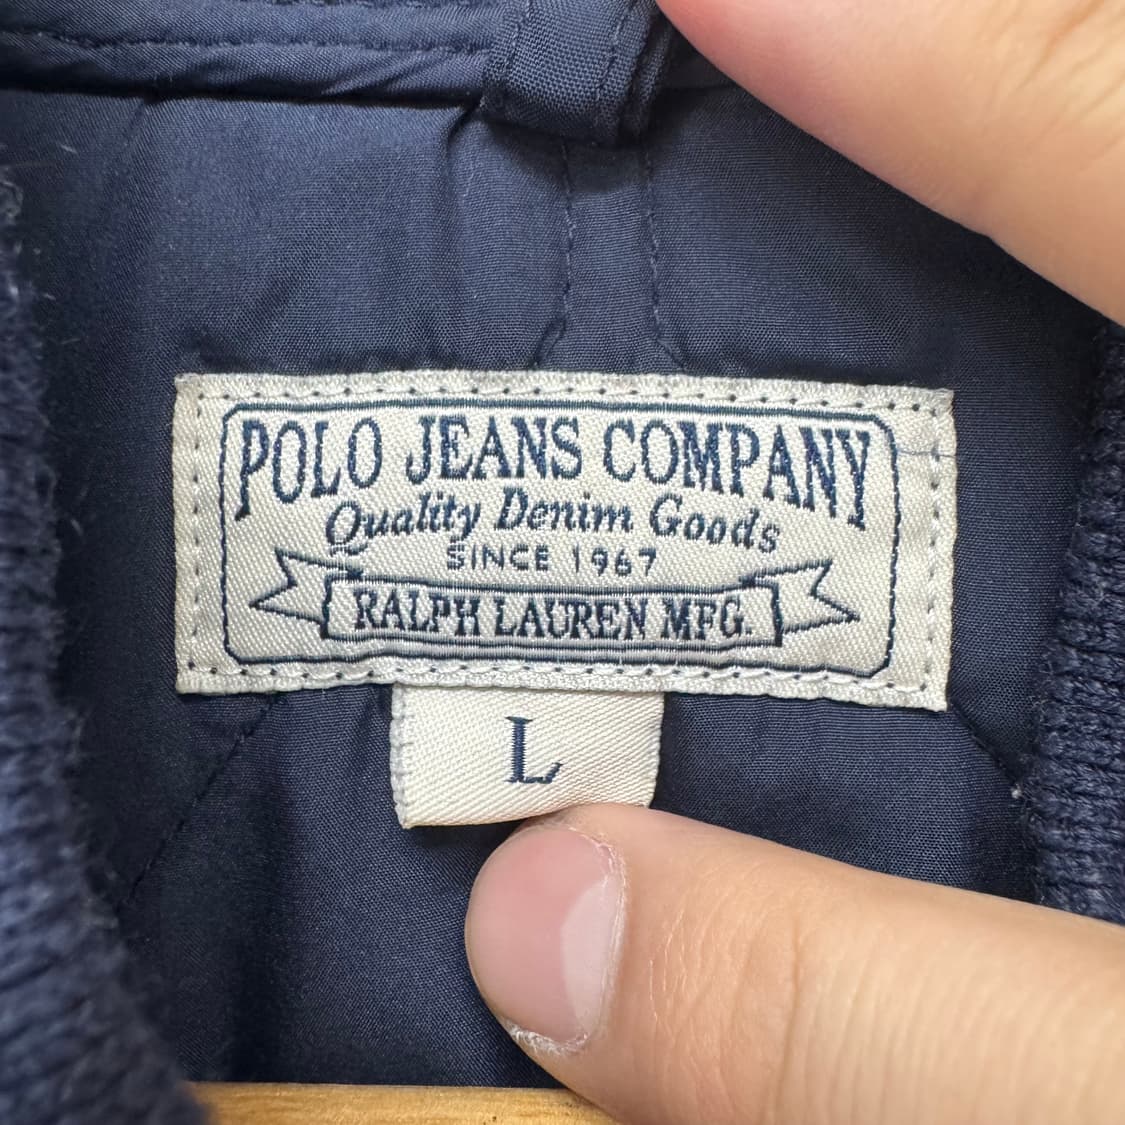 POLO JEANS COMPANY
Quality Denim Goods
SINCE 1967
RALPH LAUREN MFG.
L